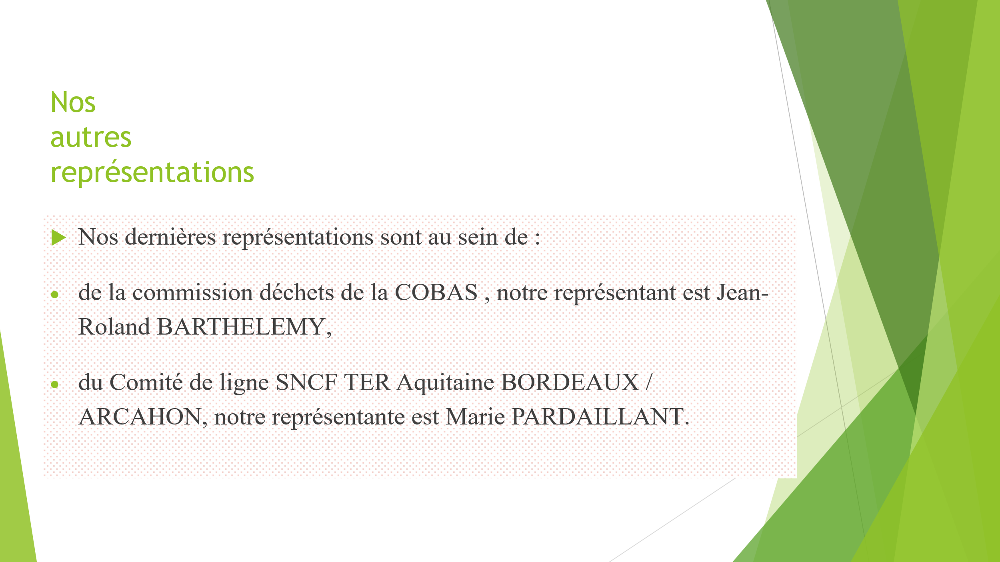 Nos
autres
représentations
Nos dernières représentations sont au sein de :
de la commission déchets de la COBAS , notre représentant est Jean-
Roland BARTHELEMY,
du Comité de ligne SNCF TER Aquitaine BORDEAUX /
ARCAHON, notre représentante est Marie PARDAILLANT.